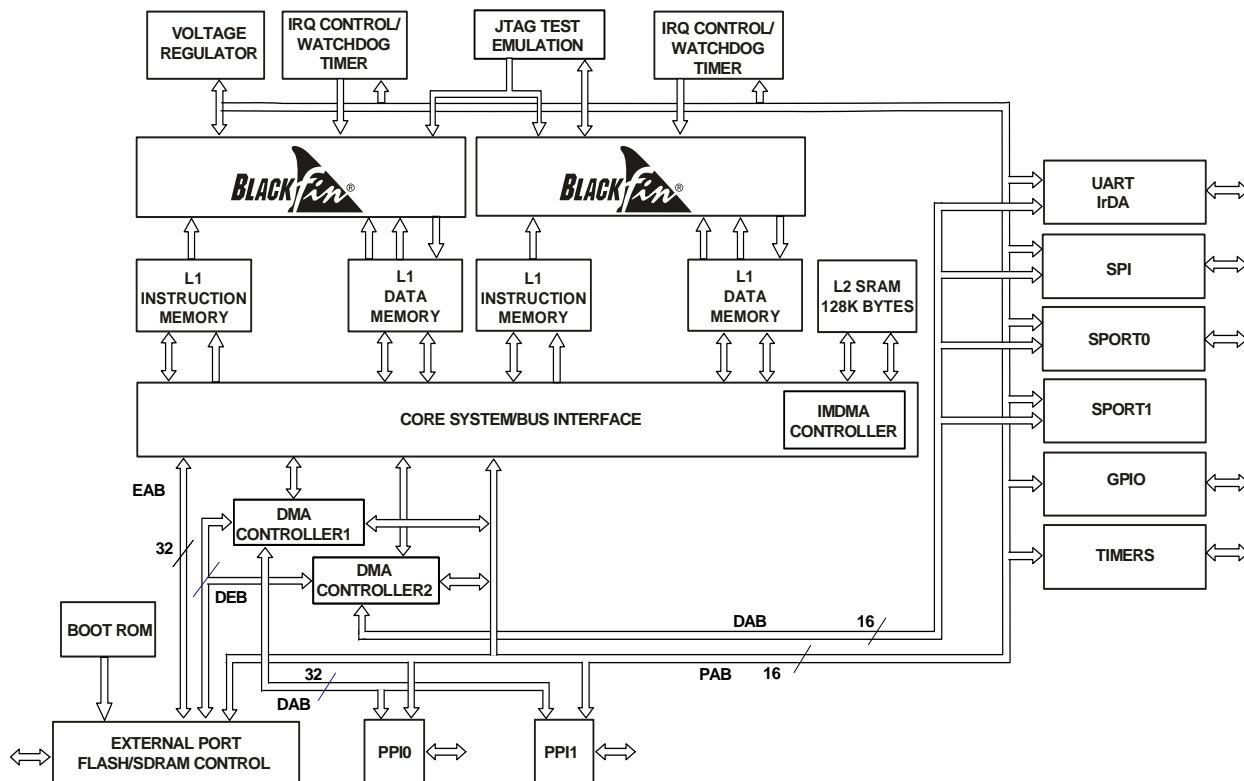 VOLTAGE
REGULATOR
IRQ CONTROL/
WATCHDOG
TIMER
JTAG TEST
EMULATION
IRQ CONTROL/
WATCHDOG
TIMER
BLACKfin®
BLACKfin®
UART
IrDA
L1
INSTRUCTION
MEMORY
L1
DATA
MEMORY
L1
INSTRUCTION
MEMORY
L1
DATA
MEMORY
L2 SRAM
128K BYTES
SPI
SPORT0
SPORT1
GPIO
TIMERS
CORE SYSTEM/BUS INTERFACE
IMDMA
CONTROLLER
EAB
32
DMA
CONTROLLER1
DMA
CONTROLLER2
DEB
BOOT ROM
DAB
16
PAB
16
32
DAB
EXTERNAL PORT
FLASH/SDRAM CONTROL
PPI0
PPI1